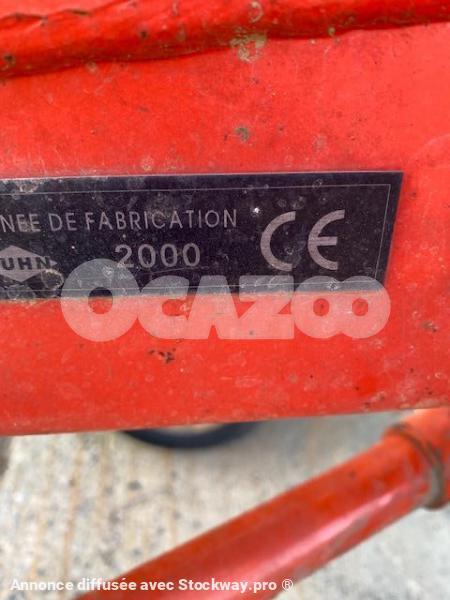 NEE DE FABRICATION
UHN 2000 CE
OCAZOO
Annonce diffusée avec Stockway.pro ®